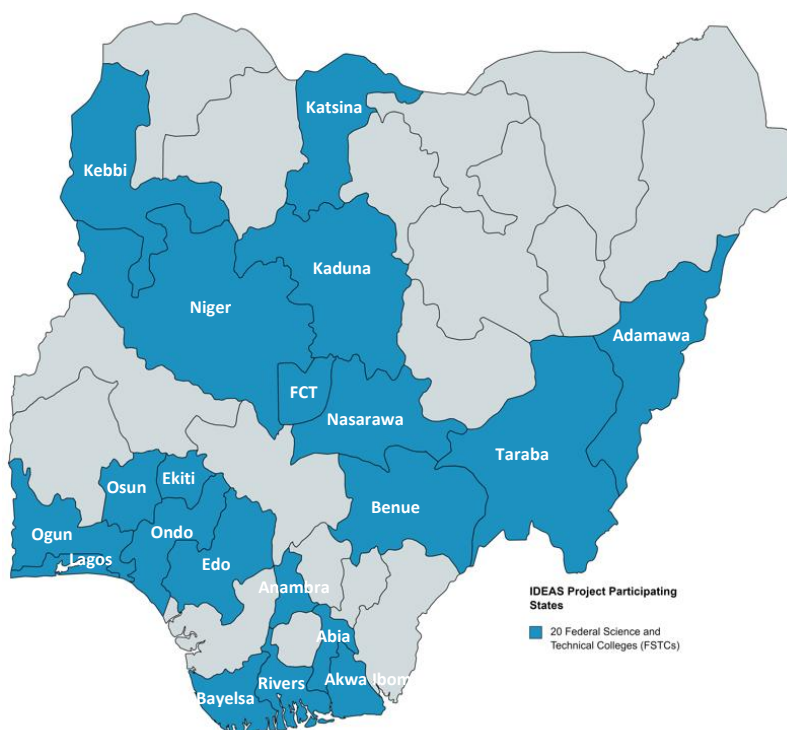 Katsina
Kebbi
Kaduna
Niger
Adamawa
FCT
Nasarawa
Taraba
Osun
Ekiti
Benue
Ogun
Ondo
Lagos
Edo
Anambra
IDEAS Project Participating
States
20 Federal Science and
Technical Colleges (FSTCs)
Abia
Bayelsa
Rivers
Akwa Ibom